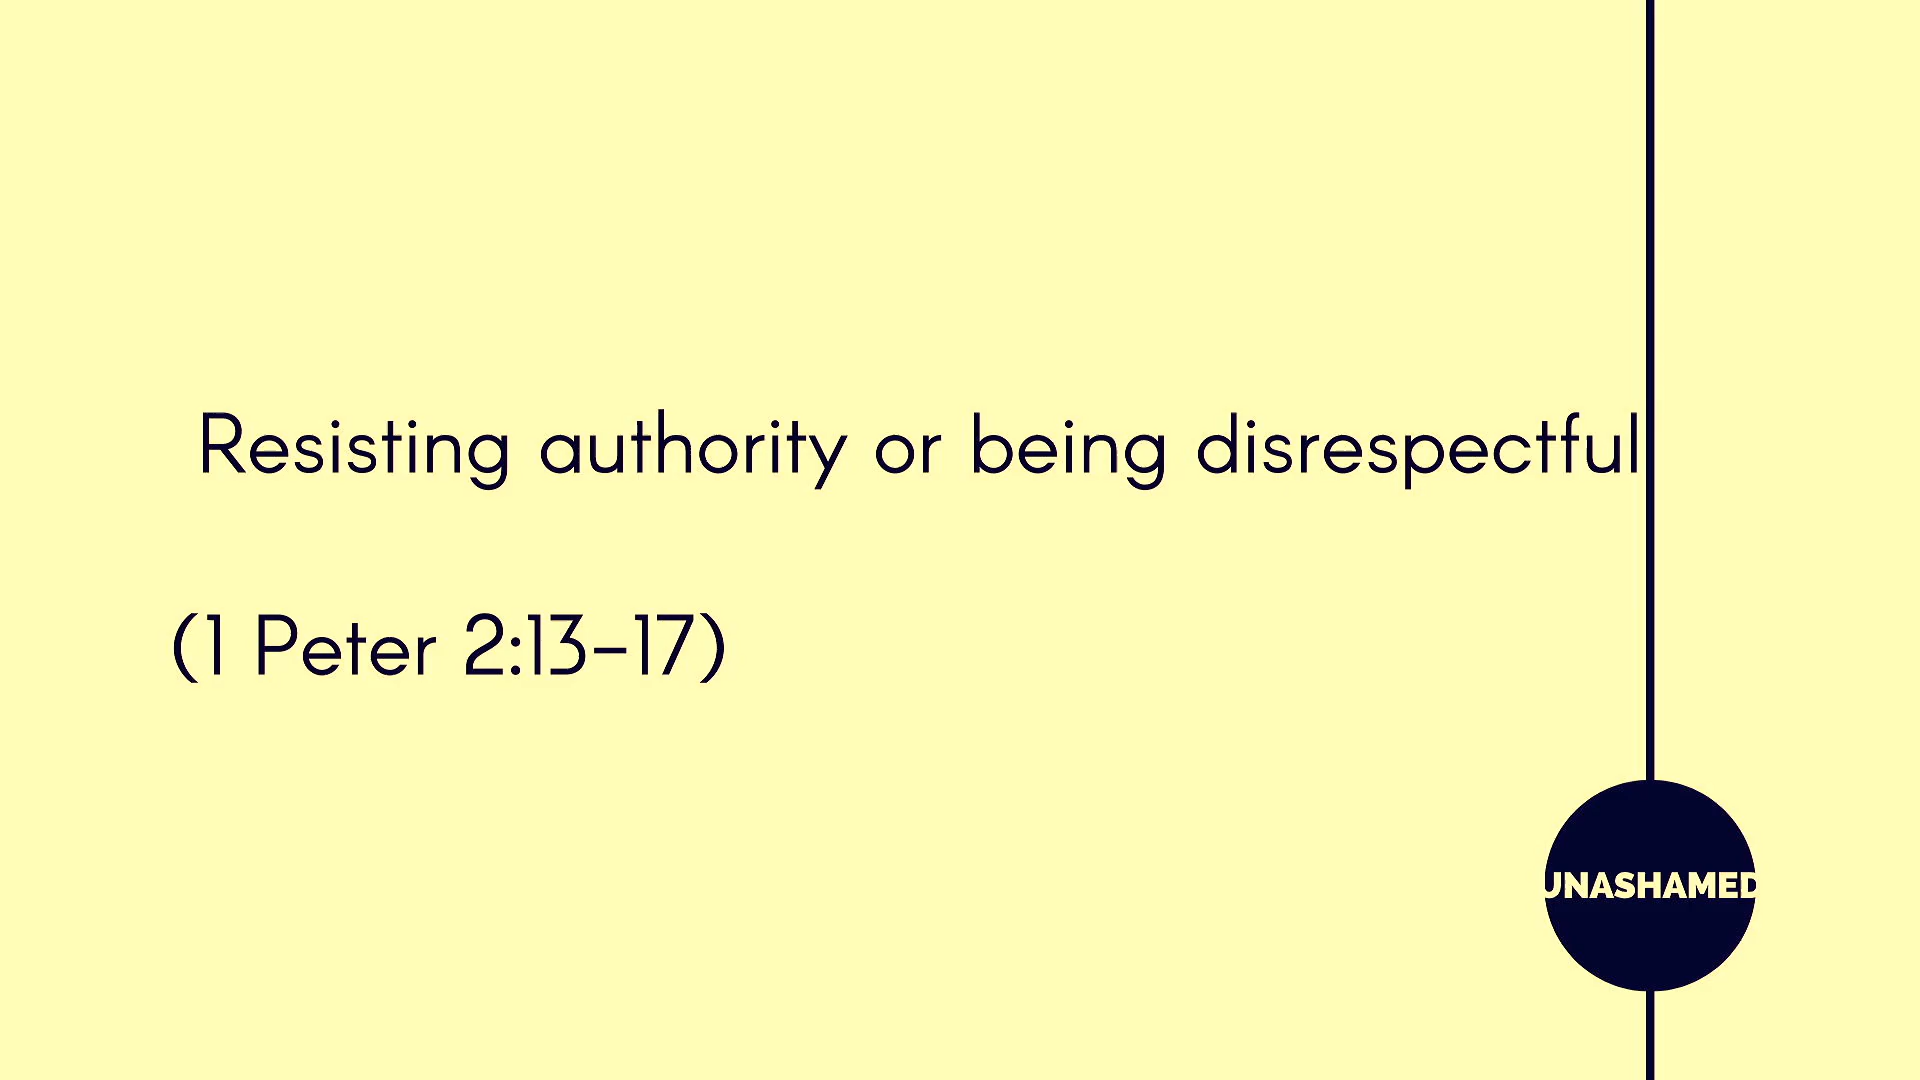 Resisting authority or being disrespectful
(1 Peter 2:13–17)
UNASHAMED